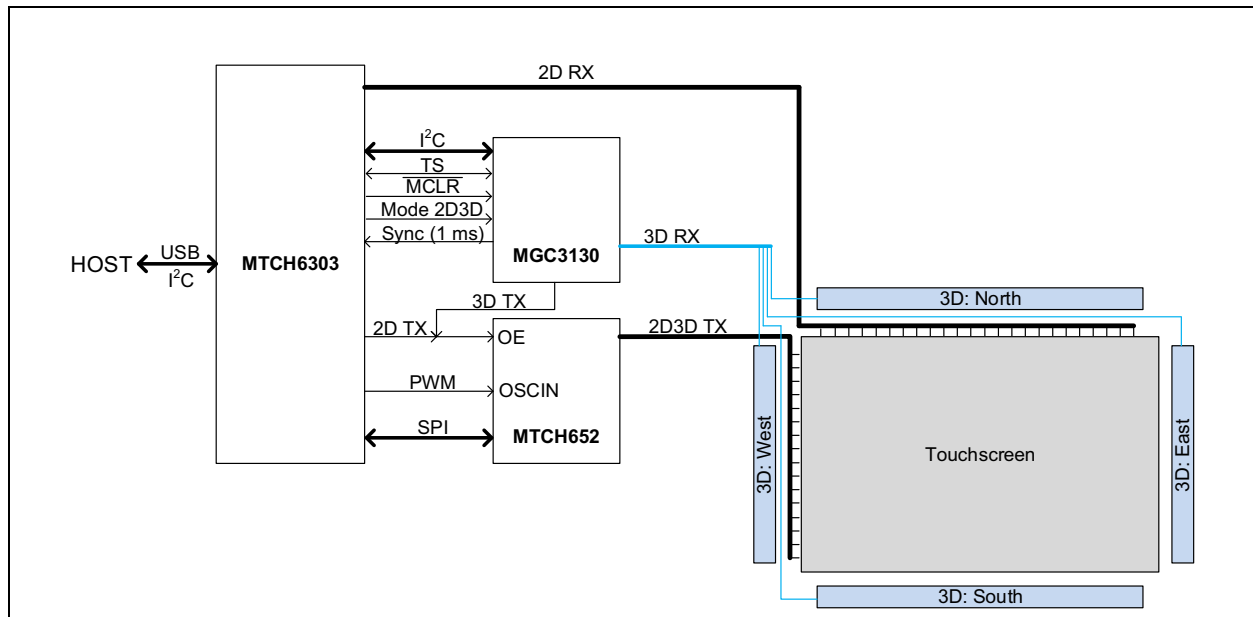 2D RX
I²C
TS
MCLR
Mode 2D3D
Sync (1 ms)
MGC3130
3D RX
HOST
USB
I²C
MTCH6303
3D TX
2D TX
OE
2D3D TX
PWM
OSCIN
SPI
MTCH652
3D: North
3D: West
Touchscreen
3D: East
3D: South